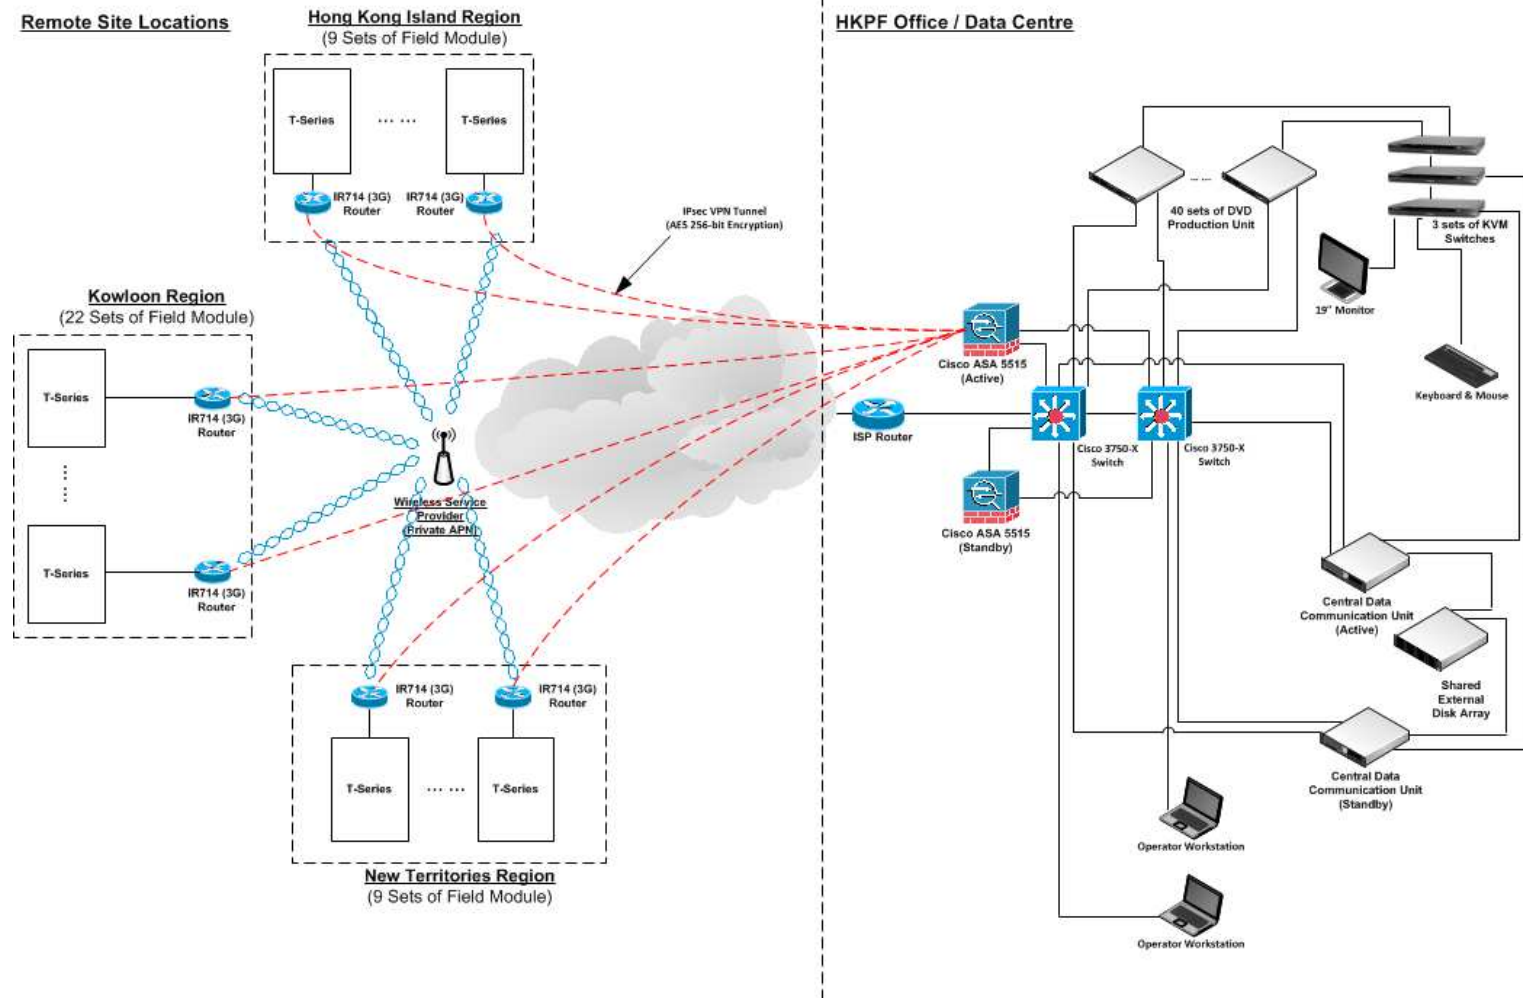 Remote Site Locations
Hong Kong Island Region
(9 Sets of Field Module)
HKPF Office / Data Centre
T-Series
... ...
T-Series
IR714 (3G)
Router
IR714 (3G)
Router
IPsec VPN Tunnel
(AES 256-bit Encryption)
... ...
40 sets of DVD
Production Unit
3 sets of KVM
Switches
19" Monitor
Keyboard & Mouse
Kowloon Region
(22 Sets of Field Module)
T-Series
IR714 (3G)
Router
T-Series
IR714 (3G)
Router
Wireless Service
Provider
(Private APN)
Cisco ASA 5515
(Active)
ISP Router
Cisco 3750-X
Switch
Cisco 3750-X
Switch
Cisco ASA 5515
(Standby)
Central Data
Communication Unit
(Active)
Shared
External
Disk Array
Central Data
Communication Unit
(Standby)
IR714 (3G)
Router
IR714 (3G)
Router
T-Series
... ...
T-Series
New Territories Region
(9 Sets of Field Module)
Operator Workstation
Operator Workstation